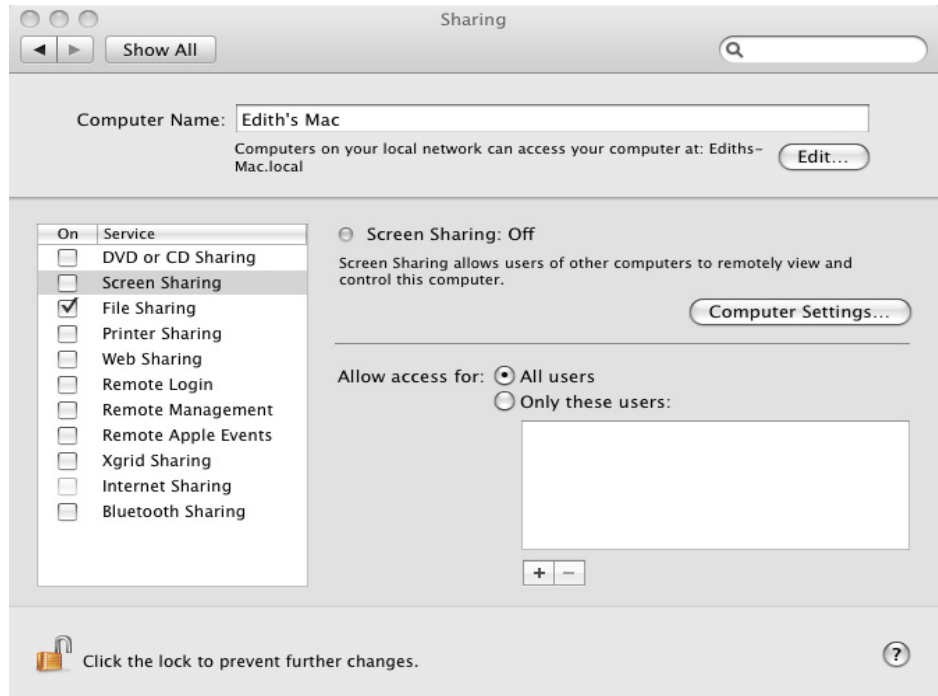 Sharing
Show All
Computer Name: Edith's Mac
Computers on your local network can access your computer at: Ediths-
Mac.local
Edit...
On Service
DVD or CD Sharing
Screen Sharing
File Sharing
Printer Sharing
Web Sharing
Remote Login
Remote Management
Remote Apple Events
Xgrid Sharing
Internet Sharing
Bluetooth Sharing
Screen Sharing: Off
Screen Sharing allows users of other computers to remotely view and
control this computer.
Computer Settings...
Allow access for: All users
Only these users:
+ −
Click the lock to prevent further changes.
?